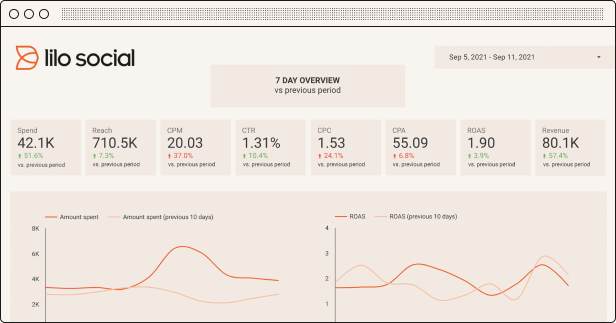 lilo social
Sep 5, 2021 - Sep 11, 2021
7 DAY OVERVIEW
vs previous period
Spend
42.1K
51.6%
vs. previous period
Reach
710.5K
7.3%
vs. previous period
CPM
20.03
37.0%
vs. previous period
CTR
1.31%
10.4%
vs. previous period
CPC
1.53
24.1%
vs. previous period
CPA
55.09
6.8%
vs. previous period
ROAS
1.90
3.9%
vs. previous period
Revenue
80.1K
57.4%
vs. previous period
Amount spent
Amount spent (previous 10 days)
8K
6K
4K
2K
ROAS
ROAS (previous 10 days)
4
3
2
1